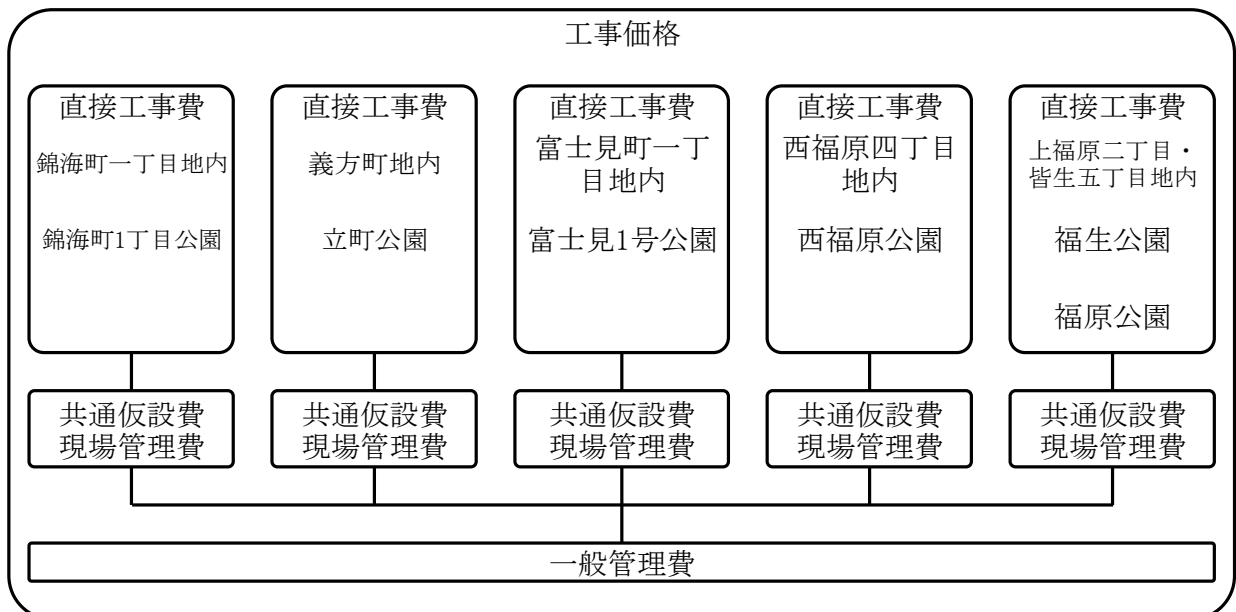 工事価格
直接工事費
錦海町一丁目地内
錦海町1丁目公園
直接工事費
義方町地内
立町公園
直接工事費
富士見町一丁
目地内
富士見1号公園
直接工事費
西福原四丁目
地内
西福原公園
直接工事費
上福原二丁目・
皆生五丁目地内
福生公園
福原公園
共通仮設費
現場管理費
共通仮設費
現場管理費
共通仮設費
現場管理費
共通仮設費
現場管理費
共通仮設費
現場管理費
一般管理費